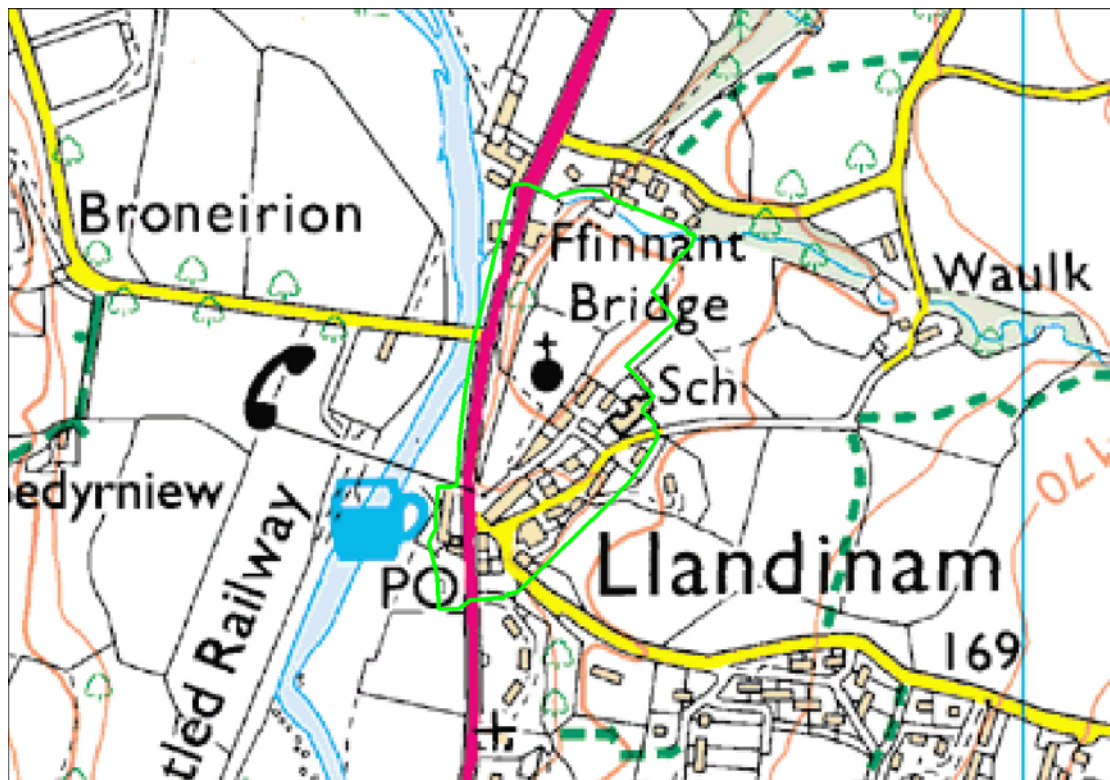 Broneirion
Ffinnant
Bridge
Waulk
Sch
edyrniew
tled Railway
PO
Llandinam
169
170